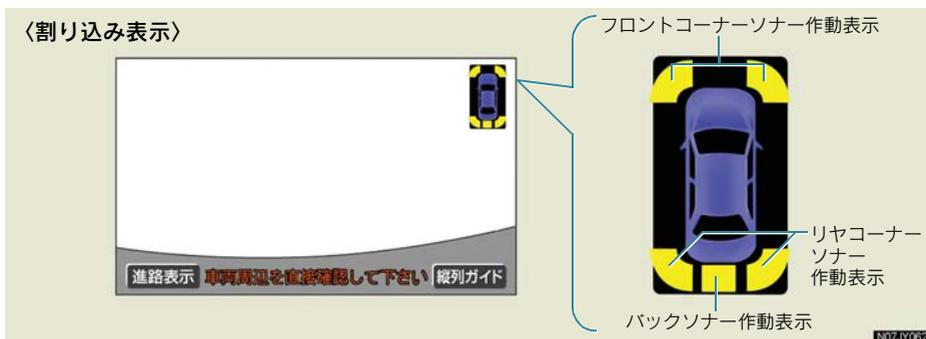 〈割り込み表示〉
フロントコーナーソナー作動表示
進路表示 車両周辺を直接確認して下さい 縦列ガイド
リヤコーナー
ソナー
作動表示
バックソナー作動表示